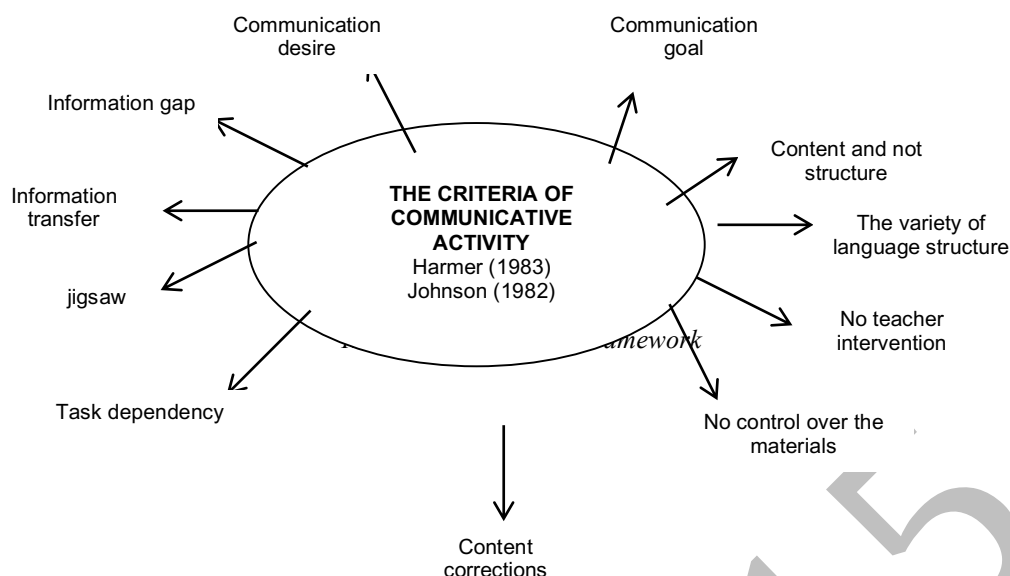 Communication
desire
Communication
goal
Information gap
Content and not
structure
THE CRITERIA OF
COMMUNICATIVE
ACTIVITY
Harmer (1983)
Johnson (1982)
Information
transfer
The variety of
language structure
jigsaw
No teacher
intervention
Task dependency
No control over the
materials
Content
corrections
5